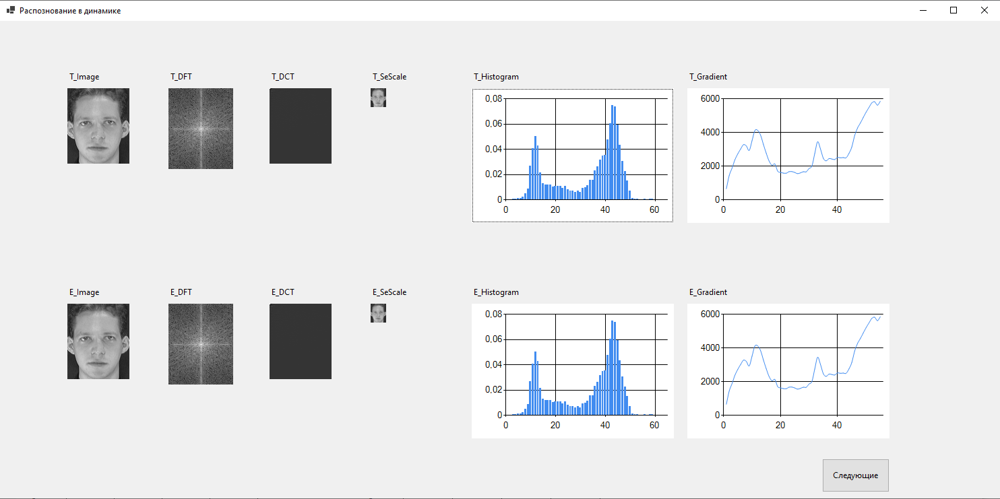 Распознование в динамике
T_Image T_DFT T_DCT T_SeScale T_Histogram T_Gradient
0,08
0,06
0,04
0,02
0
0 20 40 60
6000
4000
2000
0
0 20 40
E_Image E_DFT E_DCT E_SeScale E_Histogram E_Gradient
0,08
0,06
0,04
0,02
0
0 20 40 60
6000
4000
2000
0
0 20 40
Следующие